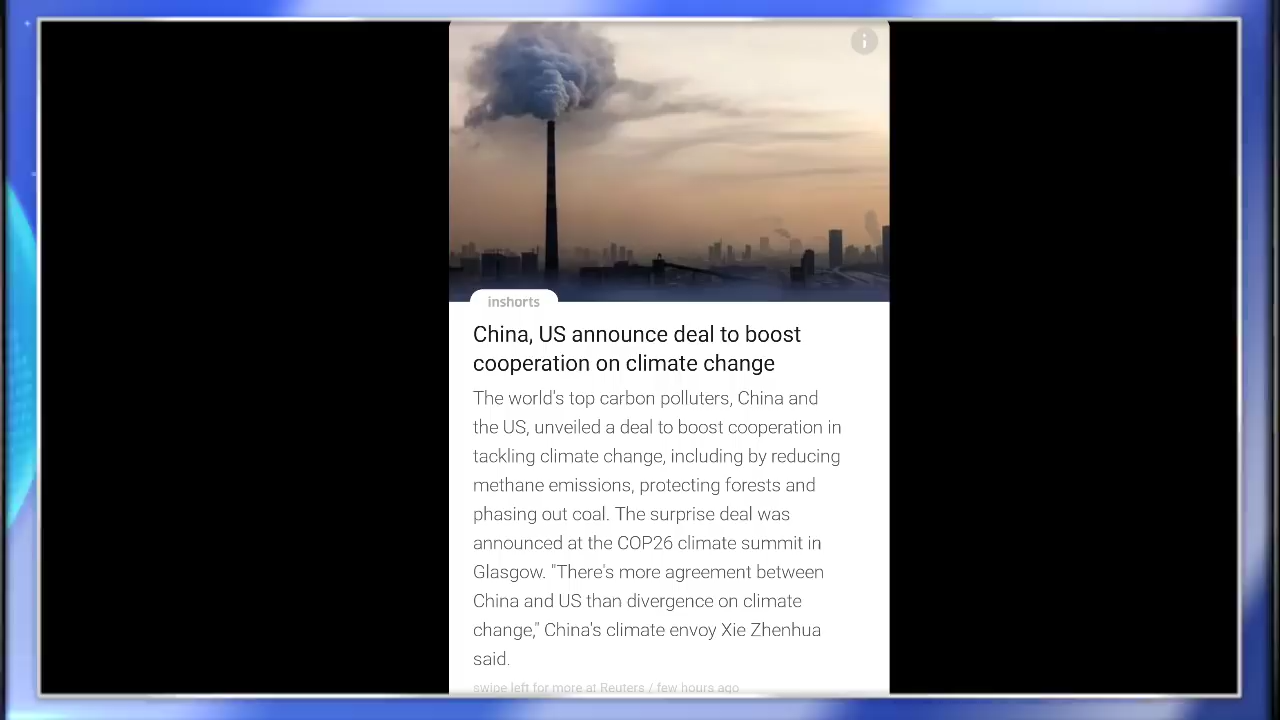 inshorts
China, US announce deal to boost
cooperation on climate change
The world's top carbon polluters, China and
the US, unveiled a deal to boost cooperation in
tackling climate change, including by reducing
methane emissions, protecting forests and
phasing out coal. The surprise deal was
announced at the COP26 climate summit in
Glasgow. "There's more agreement between
China and US than divergence on climate
change," China's climate envoy Xie Zhenhua
said.
swipe left for more at Reuters / few hours ago